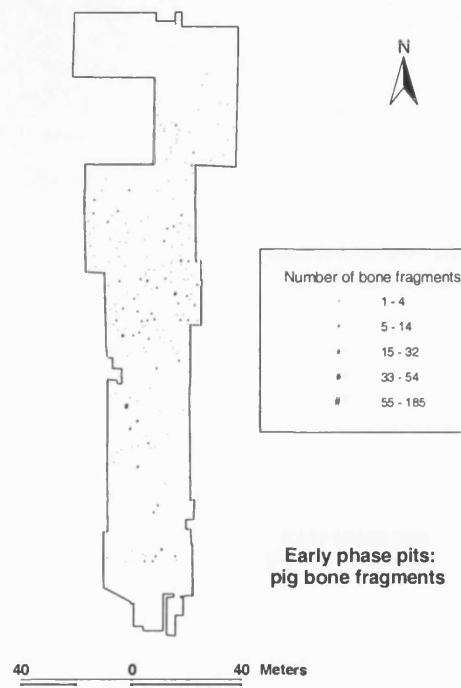 N
Number of bone fragments
1 - 4
5 - 14
15 - 32
33 - 54
# 55 - 185
Early phase pits:
pig bone fragments
40 0 40 Meters